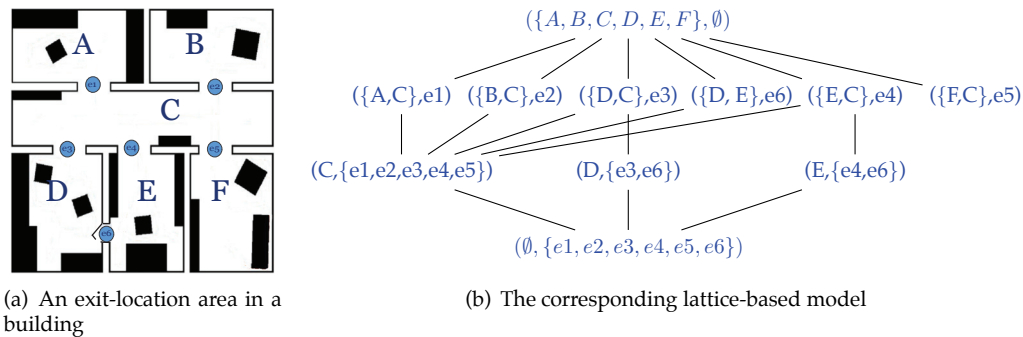 A
B
e1
e2
C
e3
e4
e5
D
E
F
e6
(a) An exit-location area in a
building
({A, B, C, D, E, F}, ∅)
({A,C},e1)
({B,C},e2)
({D,C},e3)
({D, E},e6)
({E,C},e4)
({F,C},e5)
(C,{e1,e2,e3,e4,e5})
(D,{e3,e6})
(E,{e4,e6})
(∅, {e1, e2, e3, e4, e5, e6})
(b) The corresponding lattice-based model